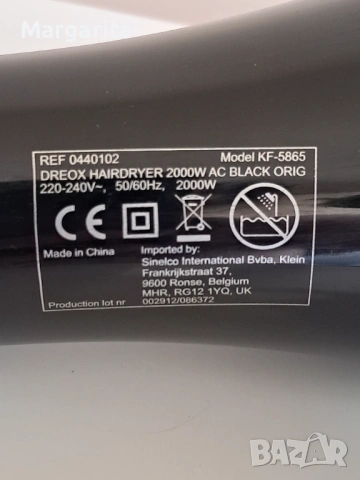 Margarita
REF 0440102 Model KF-5865
DREOX HAIRDRYER 2000W AC BLACK ORIG
220-240V~, 50/60Hz, 2000W
CE
Made in China
Imported by:
Sinelco International Bvba, Klein
Frankrijkstraat 37,
9600 Ronse, Belgium
MHR, RG12 1YQ, UK
Production lot nr 002912/086372
BAZAR